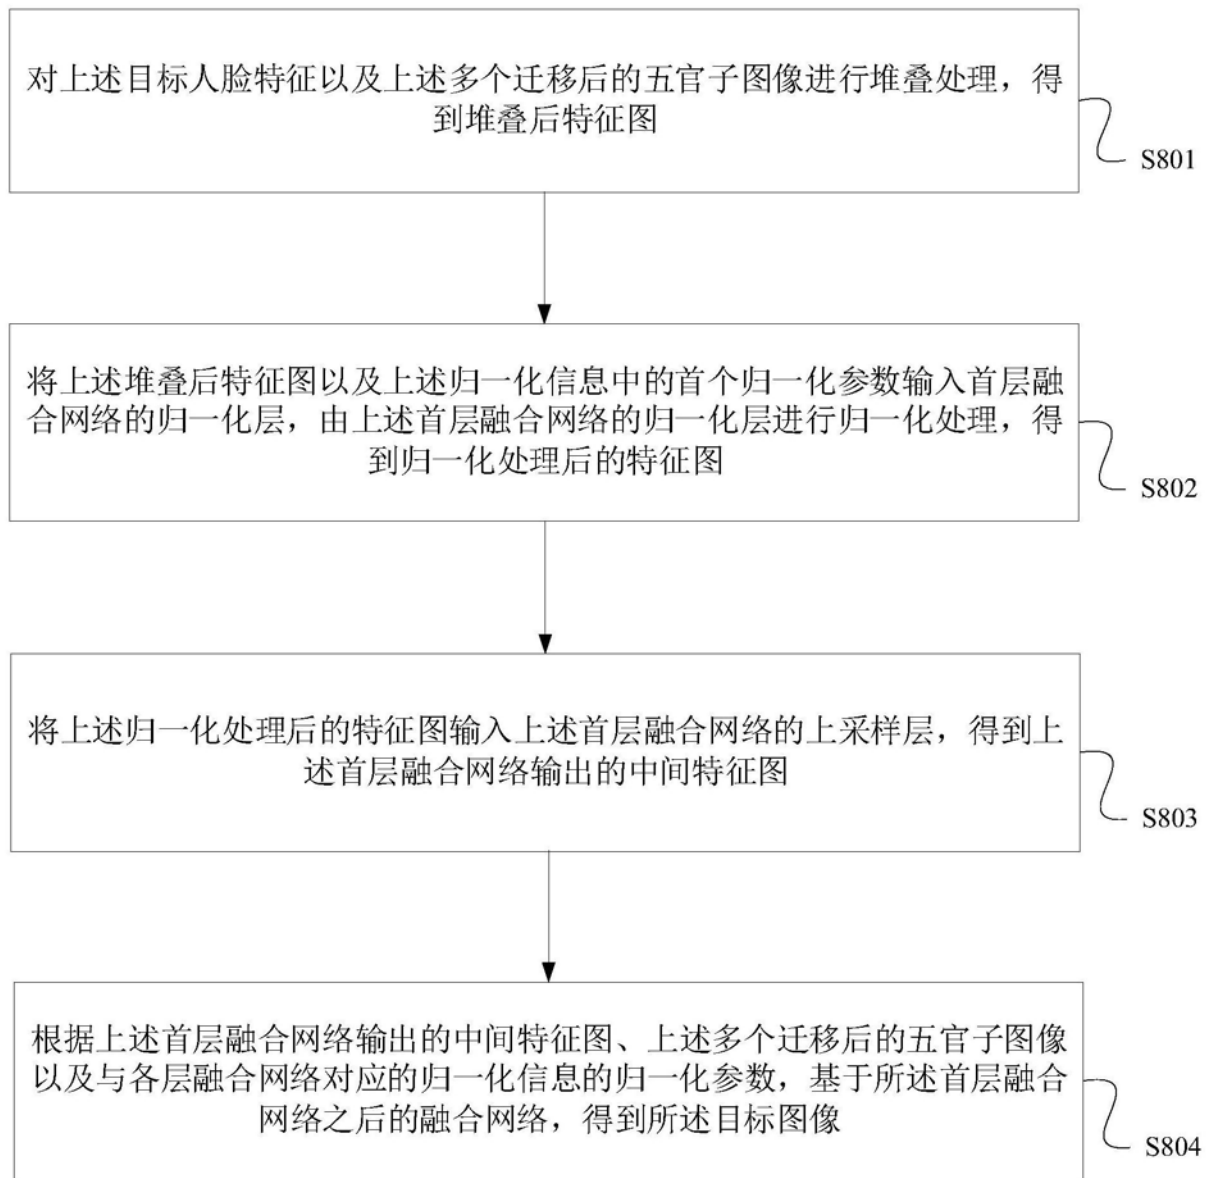 对上述目标人脸特征以及上述多个迁移后的五官子图像进行堆叠处理，得
到堆叠后特征图
S801
将上述堆叠后特征图以及上述归一化信息中的首个归一化参数输入首层融
合网络的归一化层，由上述首层融合网络的归一化层进行归一化处理，得
到归一化处理后的特征图
S802
将上述归一化处理后的特征图输入上述首层融合网络的上采样层，得到上
述首层融合网络输出的中间特征图
S803
根据上述首层融合网络输出的中间特征图、上述多个迁移后的五官子图像
以及与各层融合网络对应的归一化信息的归一化参数，基于所述首层融合
网络之后的融合网络，得到所述目标图像
S804